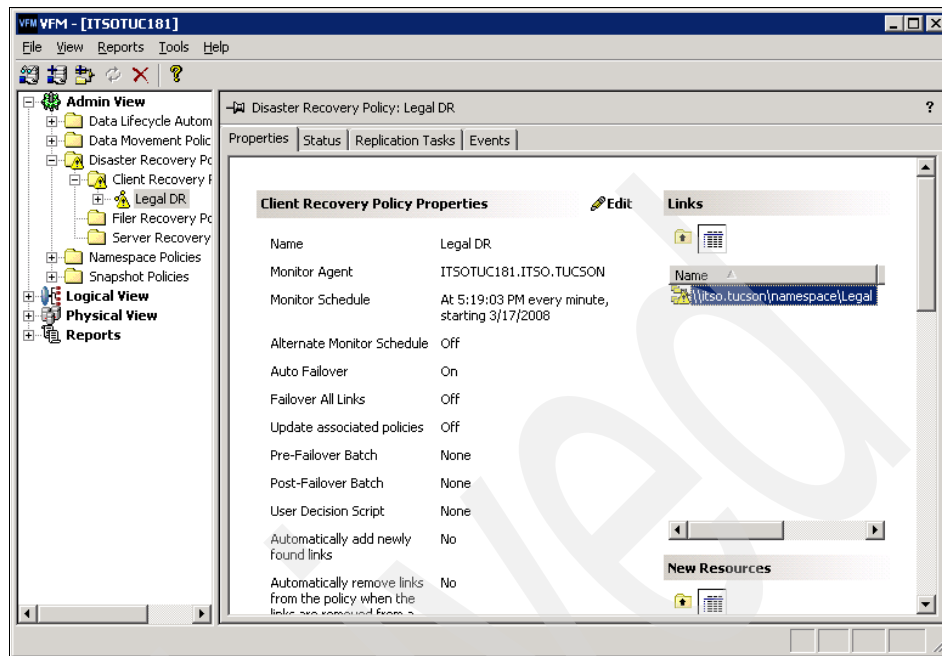 VFM VFM - [ITSOTUC181]
File View Reports Tools Help
Admin View
Data Lifecycle Autom
Data Movement Polic
Disaster Recovery Po
Client Recovery P
Legal DR
Filer Recovery Po
Server Recovery
Namespace Policies
Snapshot Policies
Logical View
Physical View
Reports
Disaster Recovery Policy: Legal DR ?
Properties Status Replication Tasks Events
Client Recovery Policy Properties Edit
Name Legal DR
Monitor Agent ITSOTUC181.ITSO.TUCSON
Monitor Schedule At 5:19:03 PM every minute,
starting 3/17/2008
Alternate Monitor Schedule Off
Auto Failover On
Failover All Links Off
Update associated policies Off
Pre-Failover Batch None
Post-Failover Batch None
User Decision Script None
Automatically add newly No
found links
Automatically remove links No
from the policy when the
links are removed from a
Links
Name
\\itso.tucson\namespace\Legal
New Resources
ved